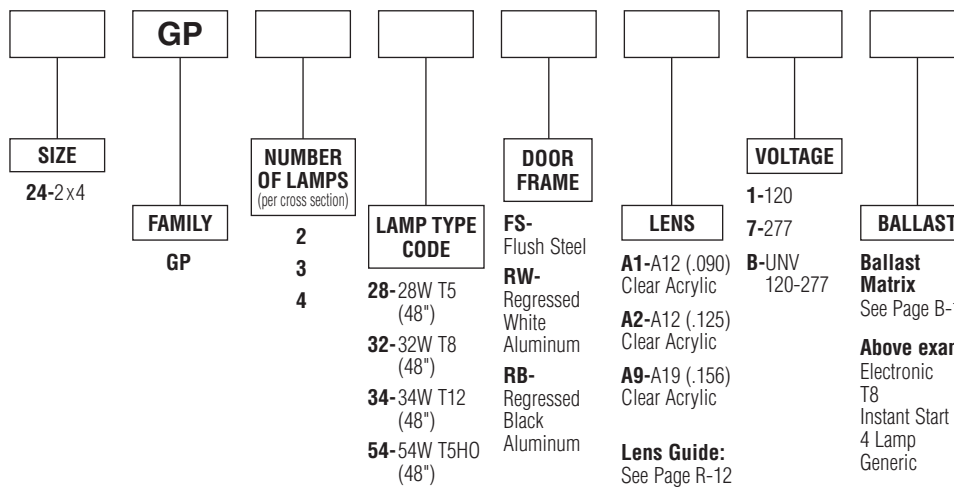 GP
SIZE
24-2x4
FAMILY
GP
NUMBER
OF LAMPS
(per cross section)
2
3
4
LAMP TYPE
CODE
28-28W T5
(48")
32-32W T8
(48")
34-34W T12
(48")
54-54W T5HO
(48")
DOOR
FRAME
FS-
Flush Steel
RW-
Regressed
White
Aluminum
RB-
Regressed
Black
Aluminum
LENS
A1-A12 (.090)
Clear Acrylic
A2-A12 (.125)
Clear Acrylic
A9-A19 (.156)
Clear Acrylic
Lens Guide:
See Page R-12
VOLTAGE
1-120
7-277
B-UNV
120-277
BALLAST
Ballast
Matrix
See Page
Above
Electronic
T8
Instant Start
4 Lamp
Generic